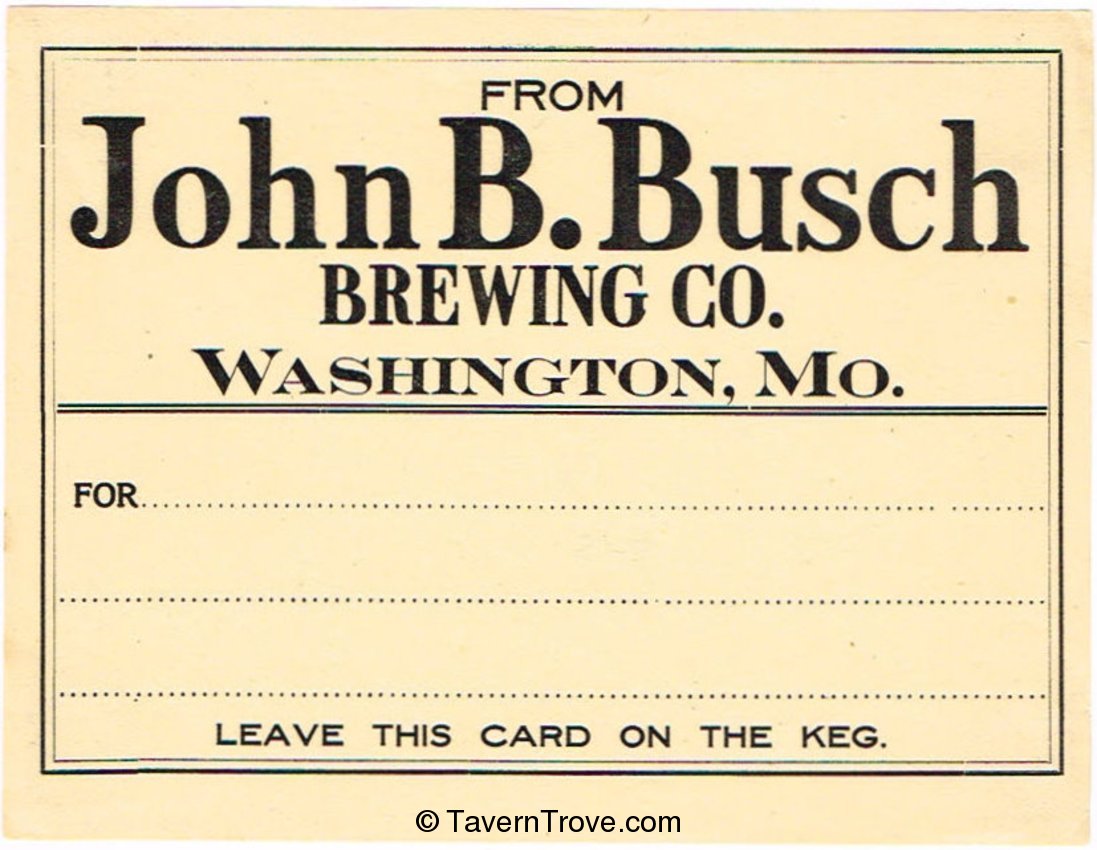 FROM
John B. Busch
BREWING CO.
WASHINGTON, MO.
FOR
LEAVE THIS CARD ON THE KEG.
© TavernTrove.com